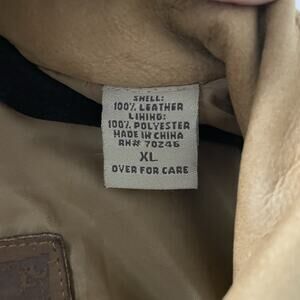 SHELL:
100% LEATHER
LINING:
100% POLYESTER
MADE IN CHINA
RN# 70246
XL
OVER FOR CARE